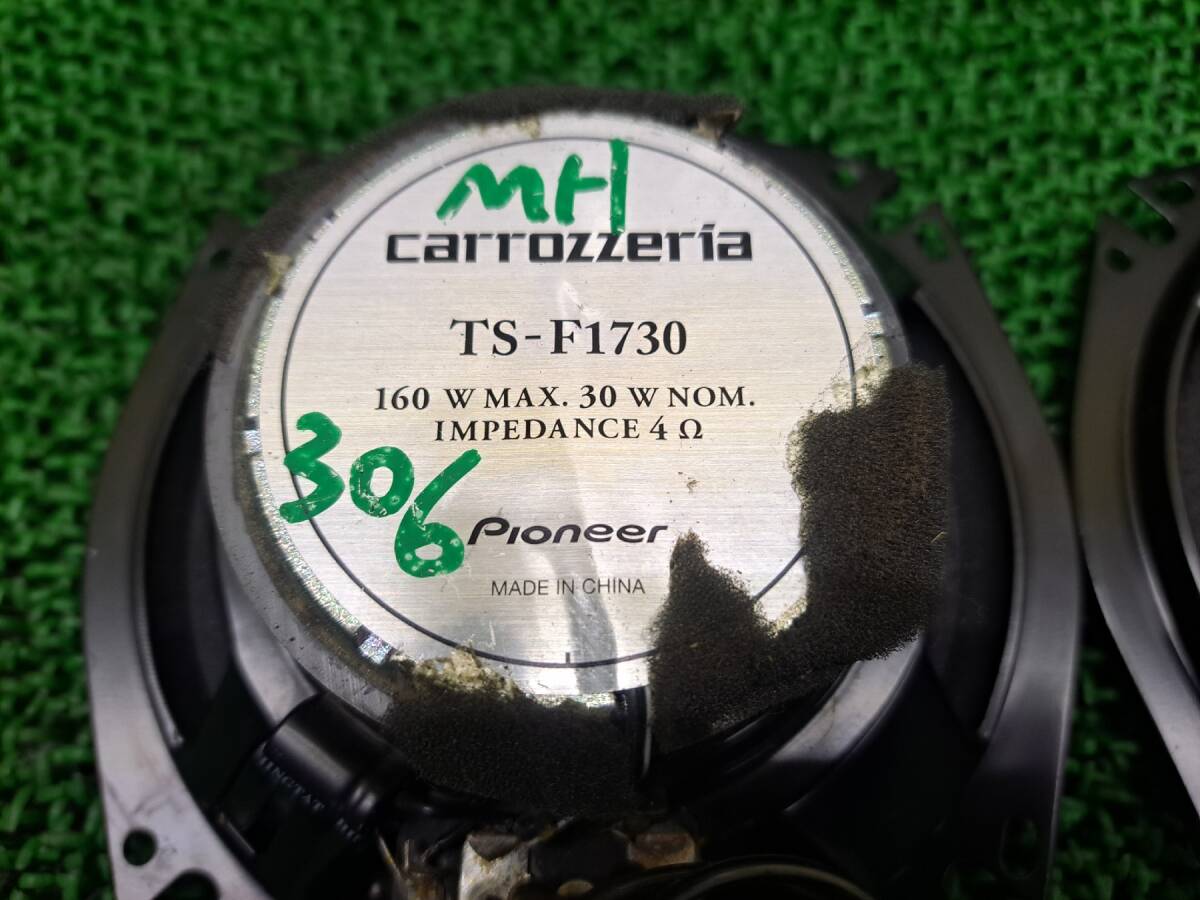 MH
carrozzeria
TS-F1730
160 W MAX. 30 W NOM.
IMPEDANCE 4 Ω
306
Pioneer
MADE IN CHINA